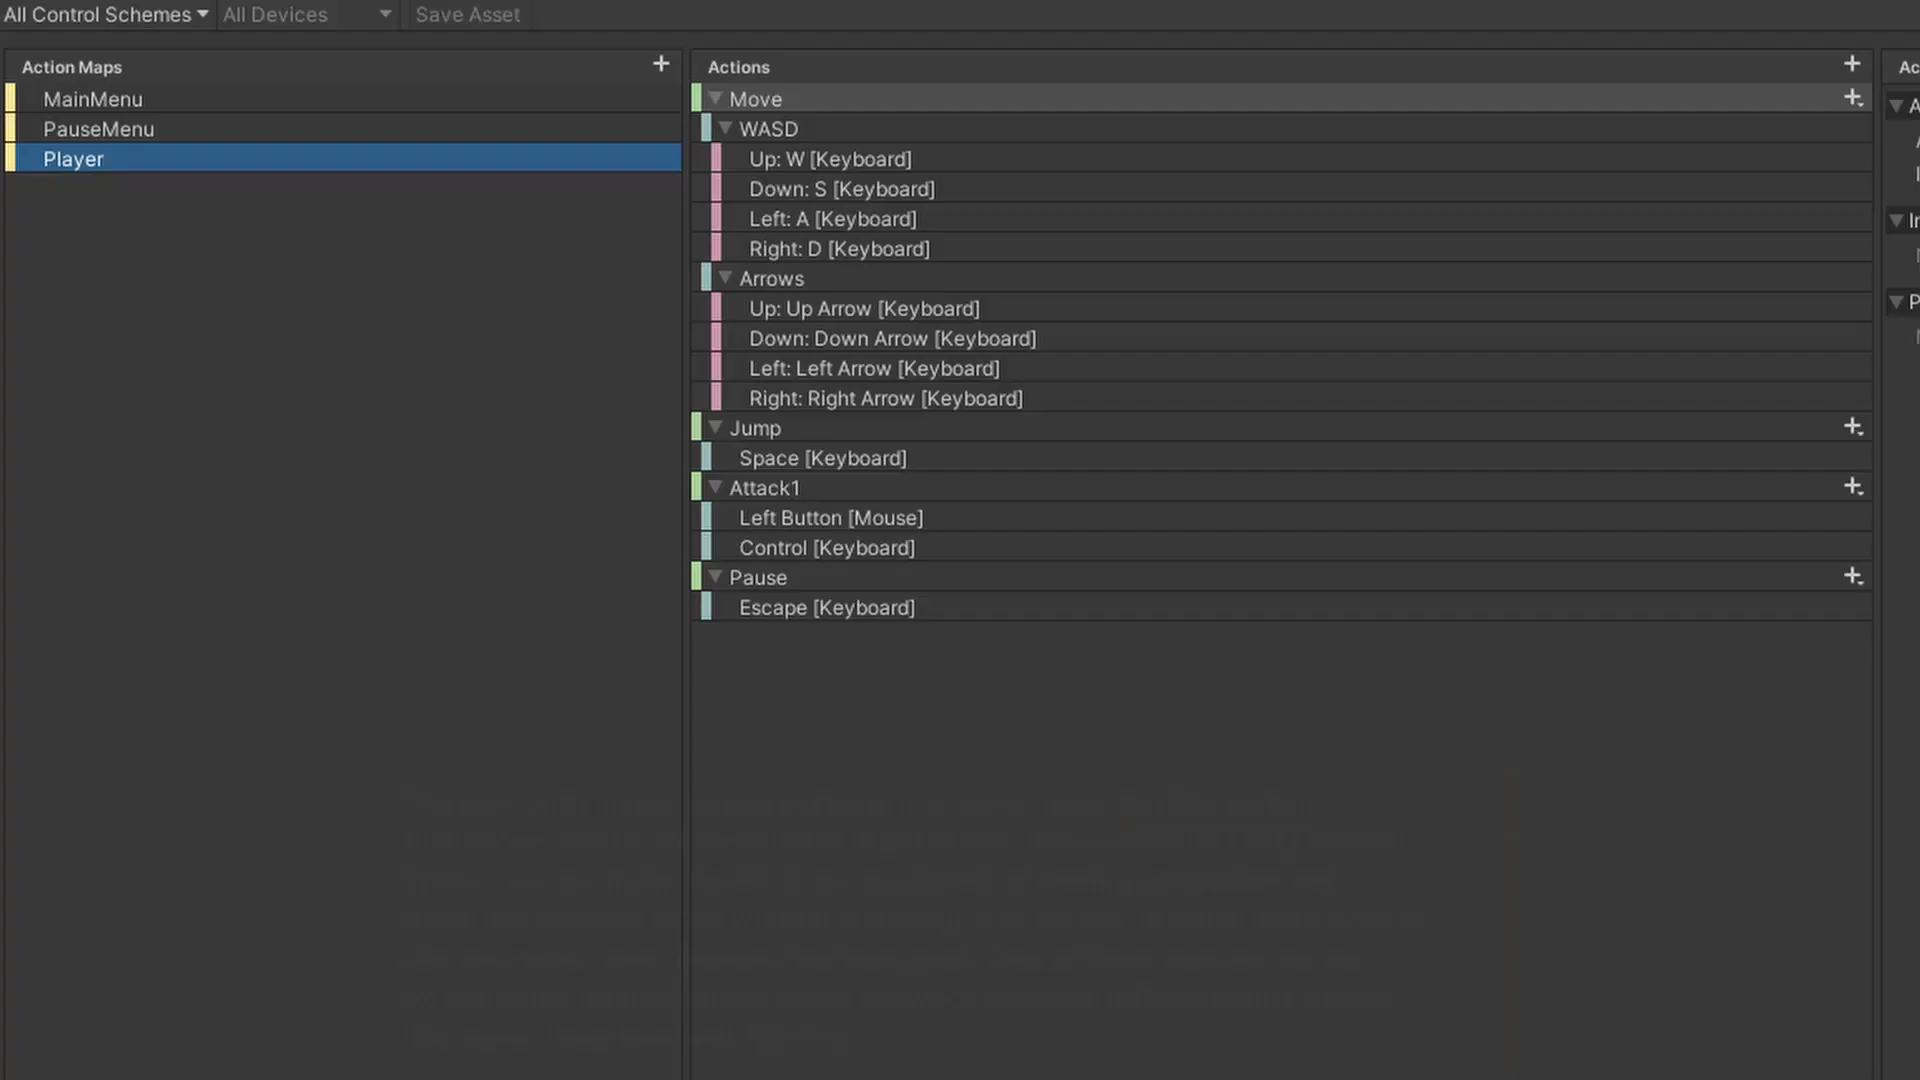 All Control Schemes
All Devices
Save Asset
Action Maps
MainMenu
PauseMenu
Player
Actions
Move
WASD
Up: W [Keyboard]
Down: S [Keyboard]
Left: A [Keyboard]
Right: D [Keyboard]
Arrows
Up: Up Arrow [Keyboard]
Down: Down Arrow [Keyboard]
Left: Left Arrow [Keyboard]
Right: Right Arrow [Keyboard]
Jump
Space [Keyboard]
Attack1
Left Button [Mouse]
Control [Keyboard]
Pause
Escape [Keyboard]